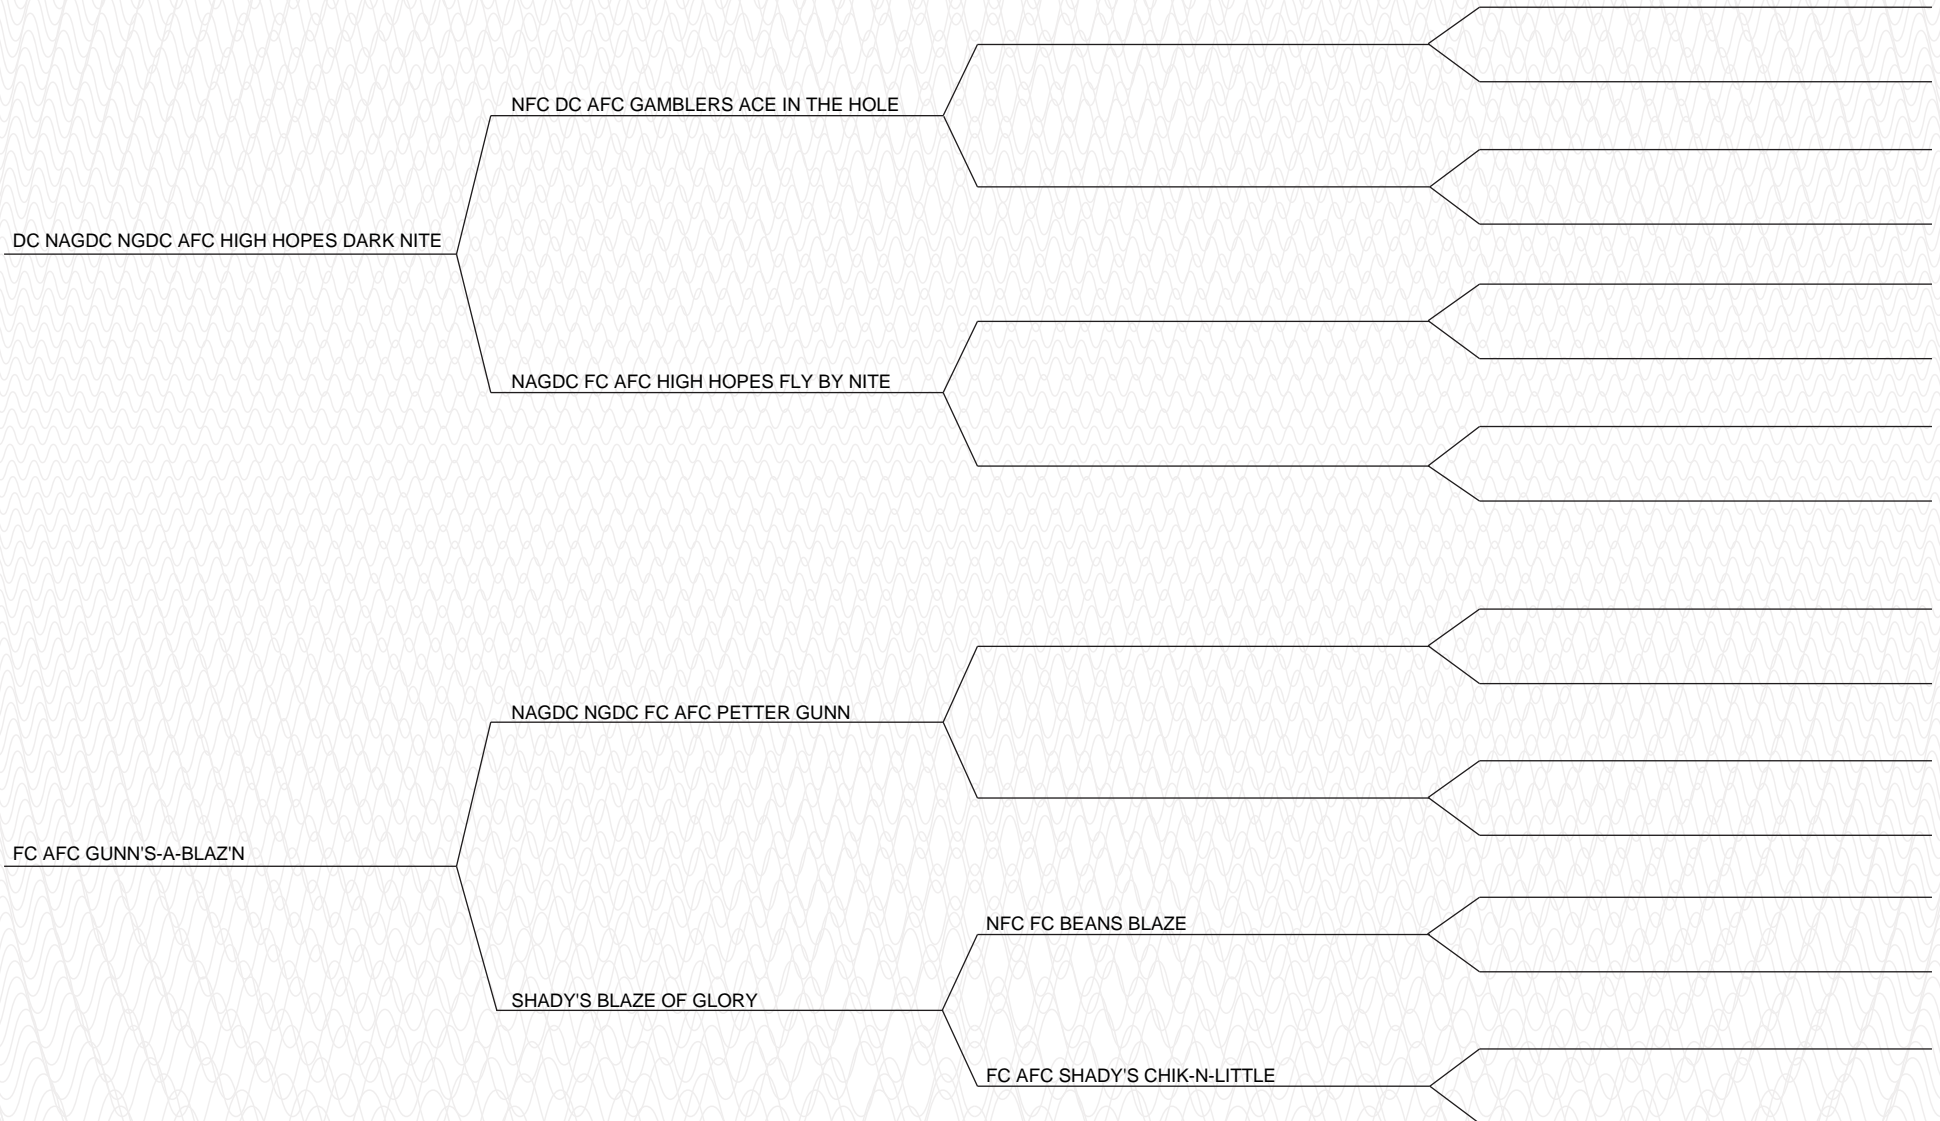 NFC DC AFC GAMBLERS ACE IN THE HOLE
DC NAGDC NGDC AFC HIGH HOPES DARK NITE
NAGDC FC AFC HIGH HOPES FLY BY NITE
NAGDC NGDC FC AFC PETTER GUNN
FC AFC GUNN'S-A-BLAZ'N
NFC FC BEANS BLAZE
SHADY'S BLAZE OF GLORY
FC AFC SHADY'S CHIK-N-LITTLE